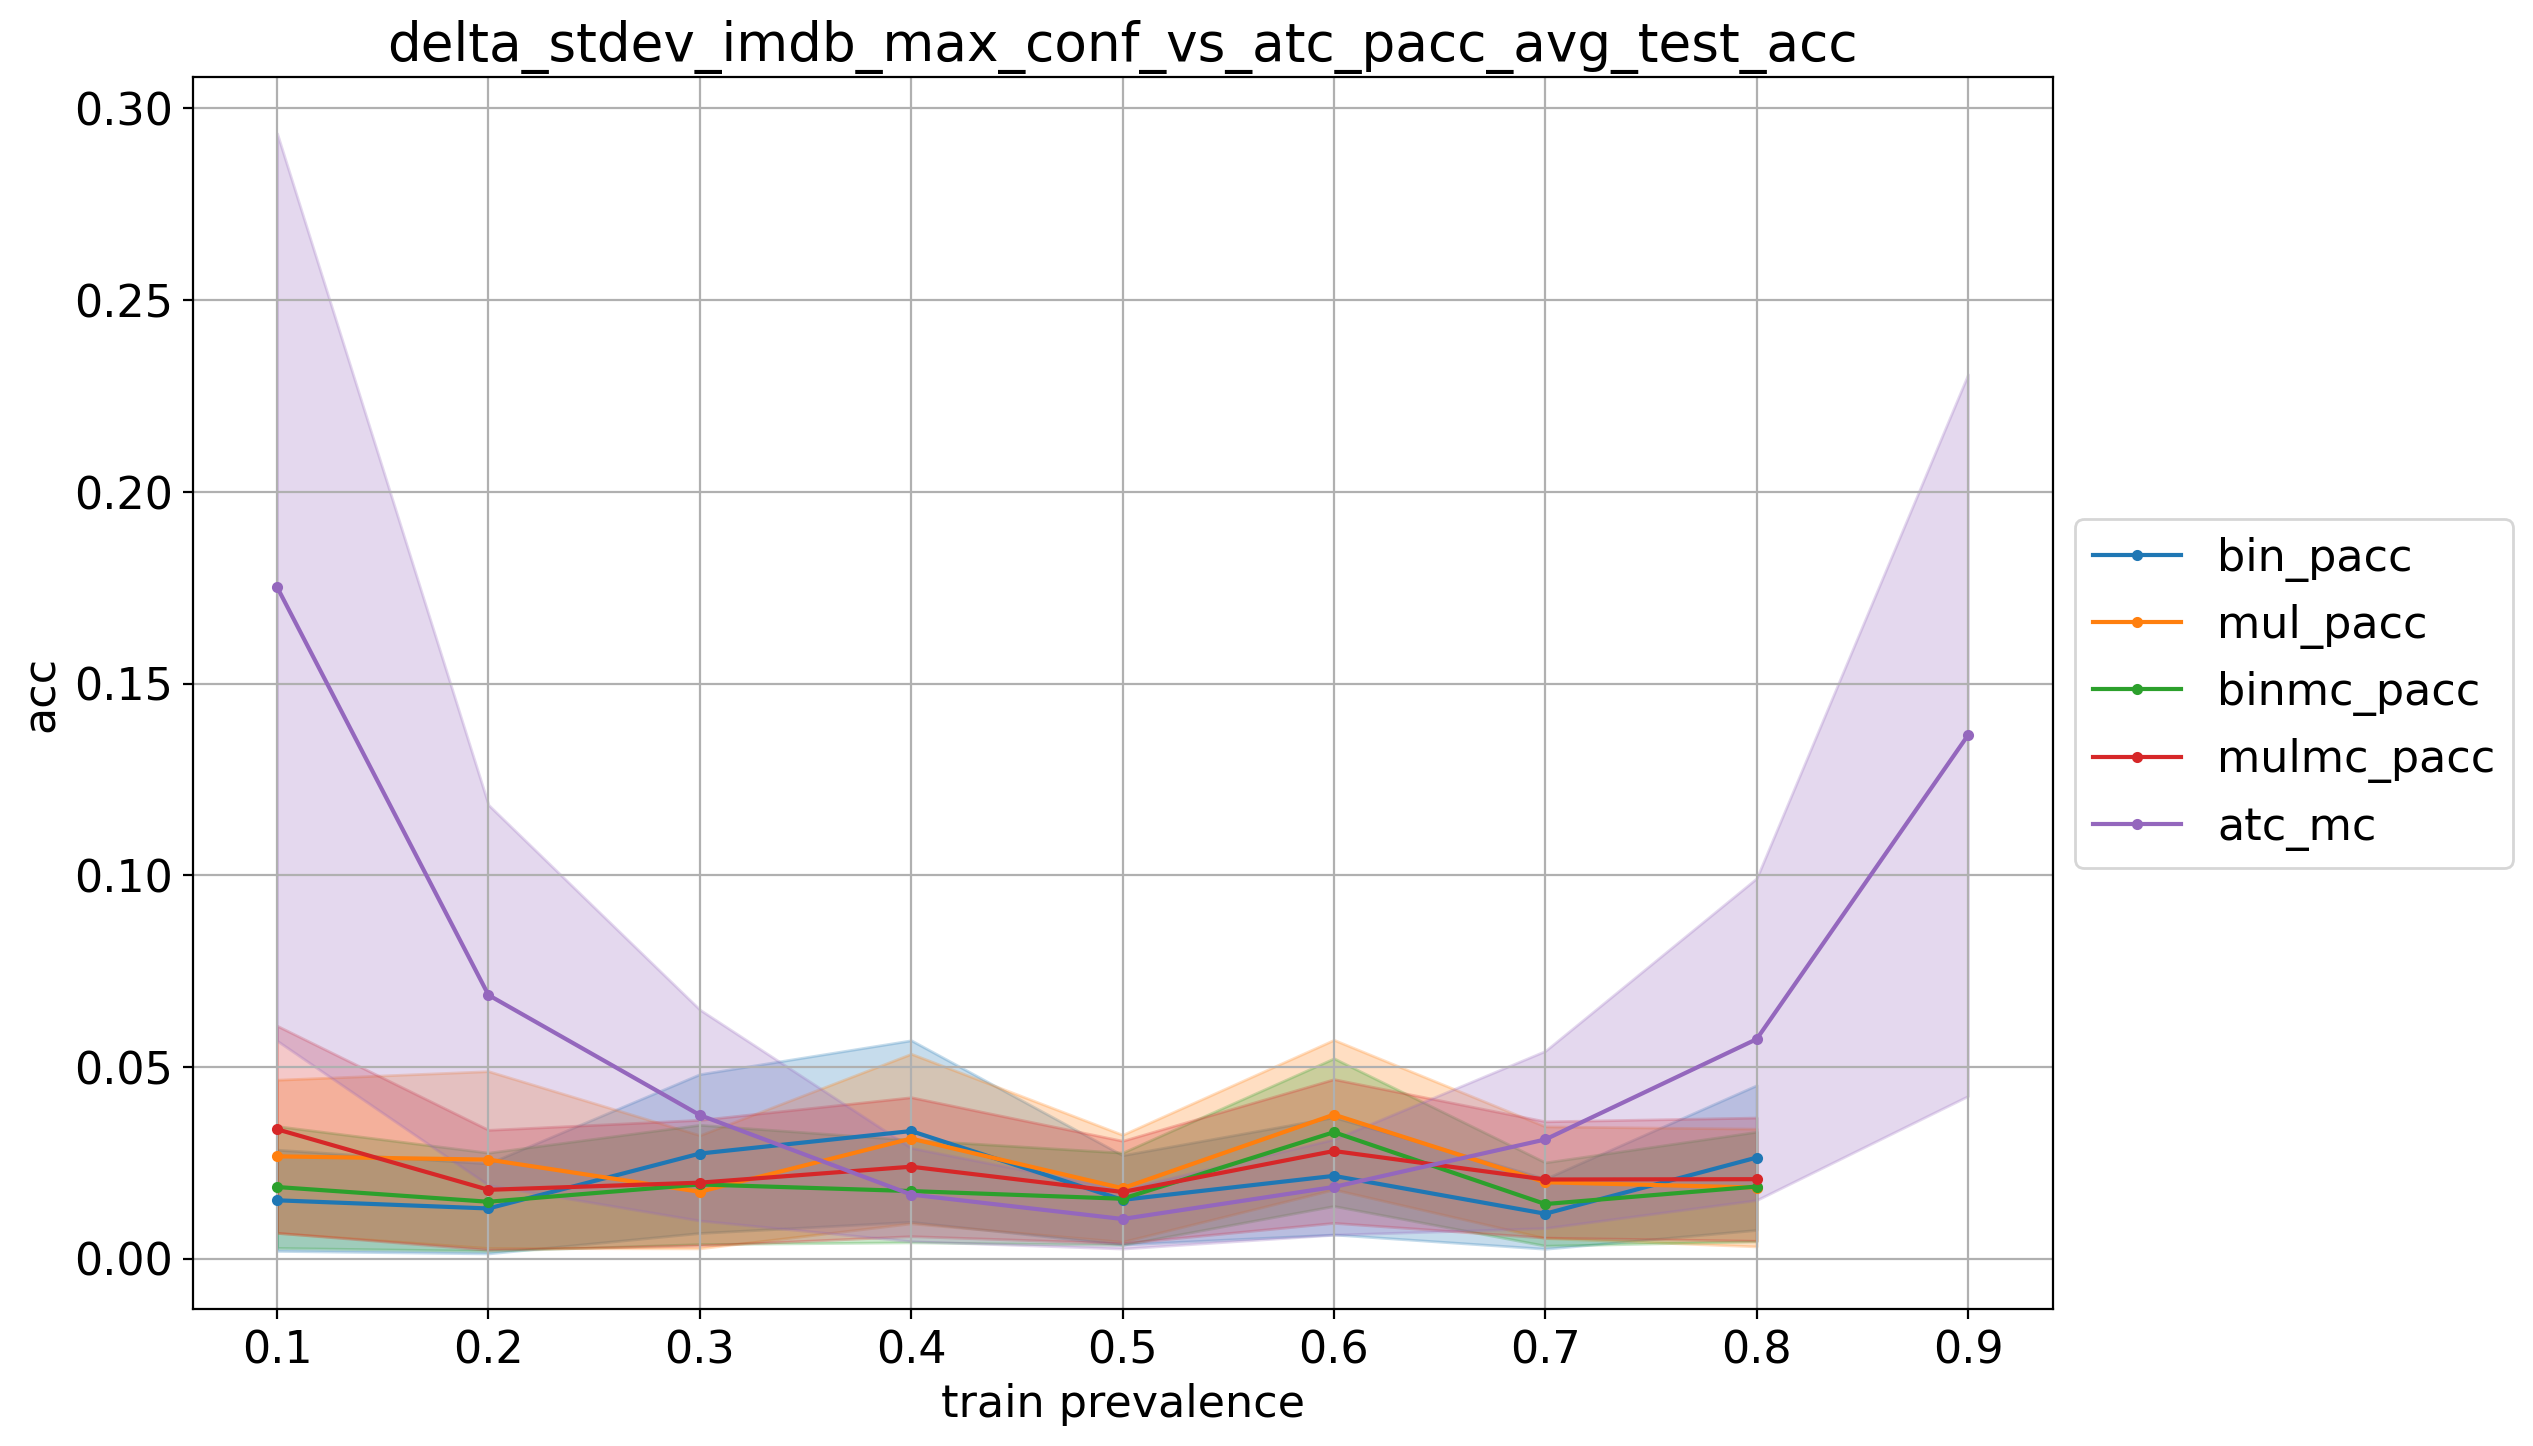 delta_stdev_imdb_max_conf_vs_atc_pacc_avg_test_acc
0.30
0.25
0.20
0.15
0.10
0.05
0.00
acc
0.1 0.2 0.3 0.4 0.5 0.6 0.7 0.8 0.9
train prevalence
bin_pacc
mul_pacc
binmc_pacc
mulmc_pacc
atc_mc